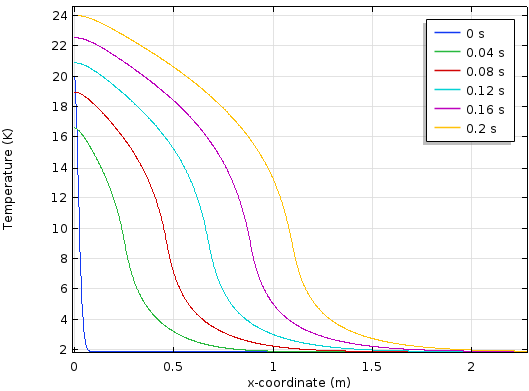 24
22
20
18
16
14
12
10
8
6
4
2
Temperature (K)
0 s
0.04 s
0.08 s
0.12 s
0.16 s
0.2 s
0
0.5
1
1.5
2
x-coordinate (m)